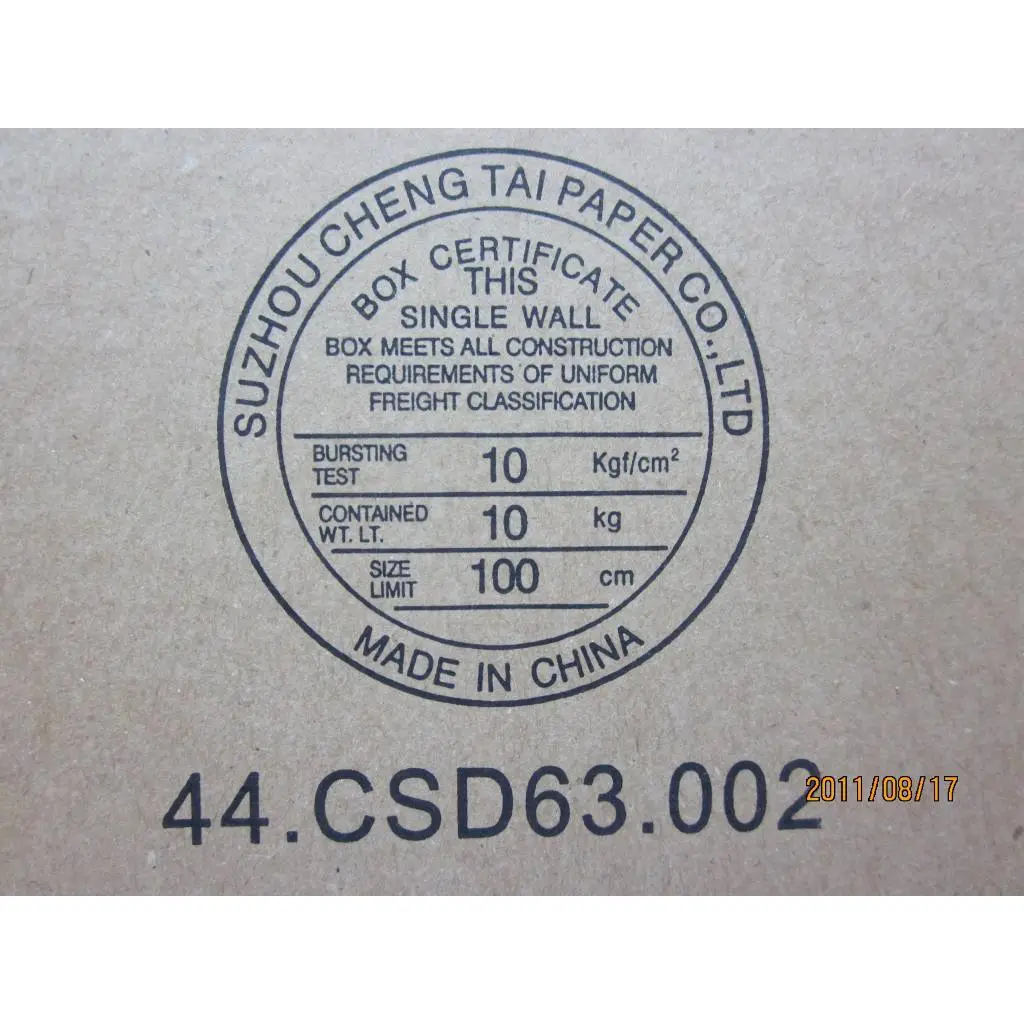 SUZHOU CHENG TAI PAPER CO.,LTD
BOX CERTIFICATE
THIS
SINGLE WALL
BOX MEETS ALL CONSTRUCTION
REQUIREMENTS OF UNIFORM
FREIGHT CLASSIFICATION
BURSTING TEST 10 Kgf/cm²
CONTAINED WT. LT. 10 kg
SIZE LIMIT 100 cm
MADE IN CHINA
44.CSD63.002
2011/08/17